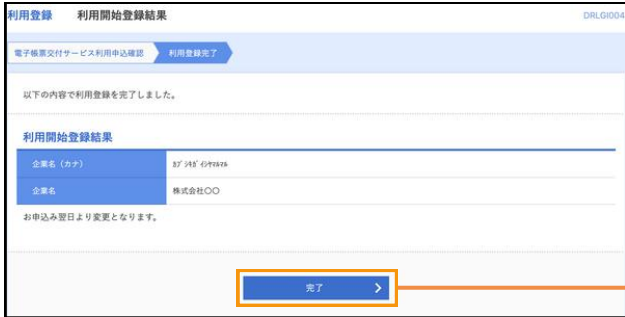 利用登録 利用開始登録結果 DRLGI004
電子帳票交付サービス利用申込確認 利用登録完了
以下の内容で利用登録を完了しました。
利用開始登録結果
企業名（カナ） ｶﾌﾞｼｷｶﾞｲｼﾔﾏﾙﾏﾙ
企業名 株式会社〇〇
お申込み翌日より変更となります。
完了